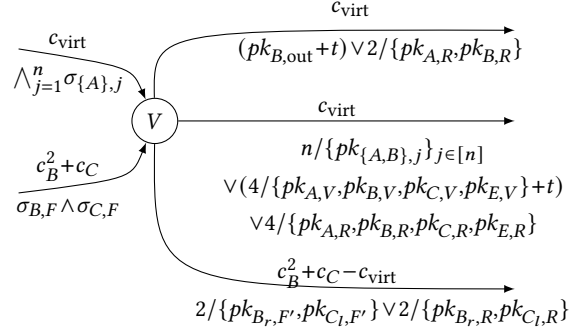 c_virt
(pk_{B,out}+t)∨2/{pk_{A,R},pk_{B,R}}
c_virt
⋀_{j=1}^n σ_{{A},j}
V
c_virt
n/{pk_{{A,B},j}}_{j∈[n]}
∨(4/{pk_{A,V},pk_{B,V},pk_{C,V},pk_{E,V}}+t)
∨4/{pk_{A,R},pk_{B,R},pk_{C,R},pk_{E,R}}
c_B^2+c_C
σ_{B,F}∧σ_{C,F}
c_B^2+c_C−c_virt
2/{pk_{B_r,F′},pk_{C_l,F′}}∨2/{pk_{B_r,R},pk_{C_l,R}}